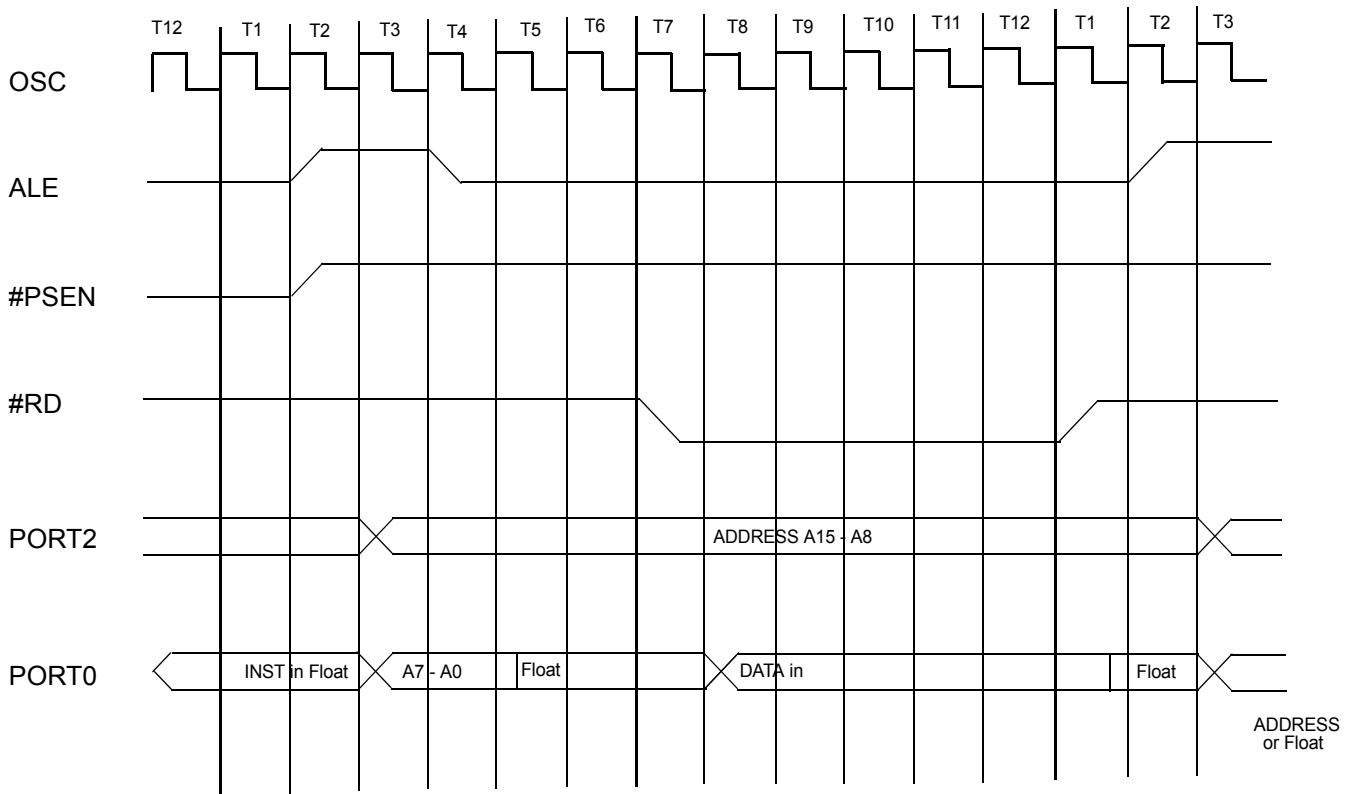 T12 T1 T2 T3 T4 T5 T6 T7 T8 T9 T10 T11 T12 T1 T2 T3
OSC
ALE
#PSEN
#RD
PORT2 ADDRESS A15 - A8
PORT0 INST in Float A7 - A0 Float DATA in Float
ADDRESS
or Float